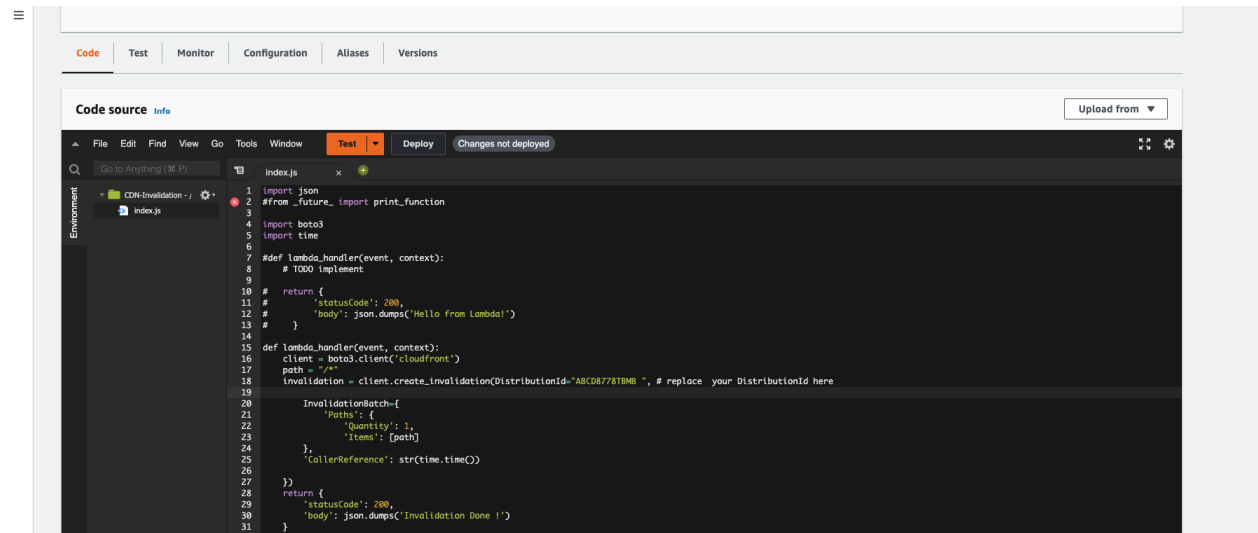 Code Test Monitor Configuration Aliases Versions
Code source Info
Upload from
File Edit Find View Go Tools Window Test Deploy Changes not deployed
Go to Anything (⌘ P)
index.js
Environment
CDN-Invalidation - /
index.js
1 import json
2 #from _future_ import print_function
3
4 import boto3
5 import time
6
7 #def lambda_handler(event, context):
8 # TODO implement
9
10 # return {
11 # 'statusCode': 200,
12 # 'body': json.dumps('Hello from Lambda!')
13 # }
14
15 def lambda_handler(event, context):
16 client = boto3.client('cloudfront')
17 path = "/*"
18 invalidation = client.create_invalidation(DistributionId="ABCD8778TBMB ", # replace your DistributionId here
19
20 InvalidationBatch={
21 'Paths': {
22 'Quantity': 1,
23 'Items': [path]
24 },
25 'CallerReference': str(time.time())
26
27 })
28 return {
29 'statusCode': 200,
30 'body': json.dumps('Invalidation Done !')
31 }